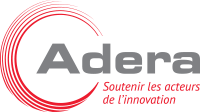 Adera
Soutenir les acteurs
de l'innovation